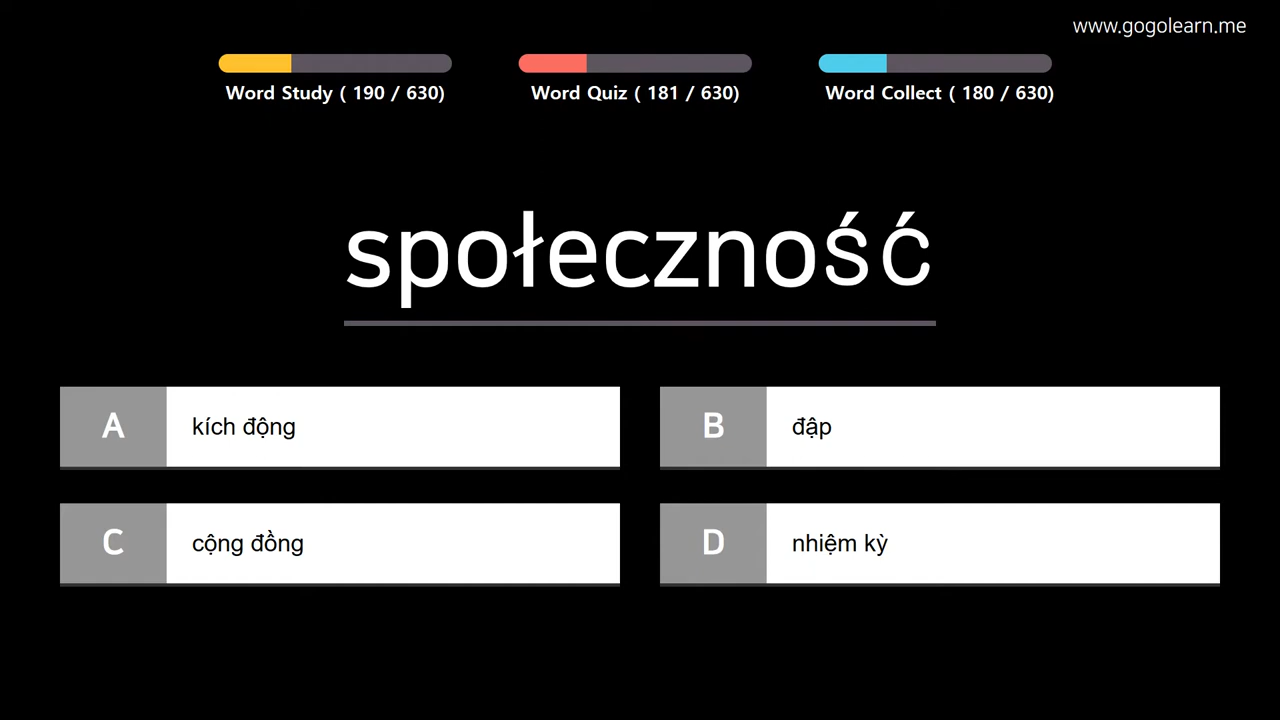 www.gogolearn.me
Word Study ( 190 / 630)
Word Quiz ( 181 / 630)
Word Collect ( 180 / 630)
społeczność
A kích động
B đập
C cộng đồng
D nhiệm kỳ